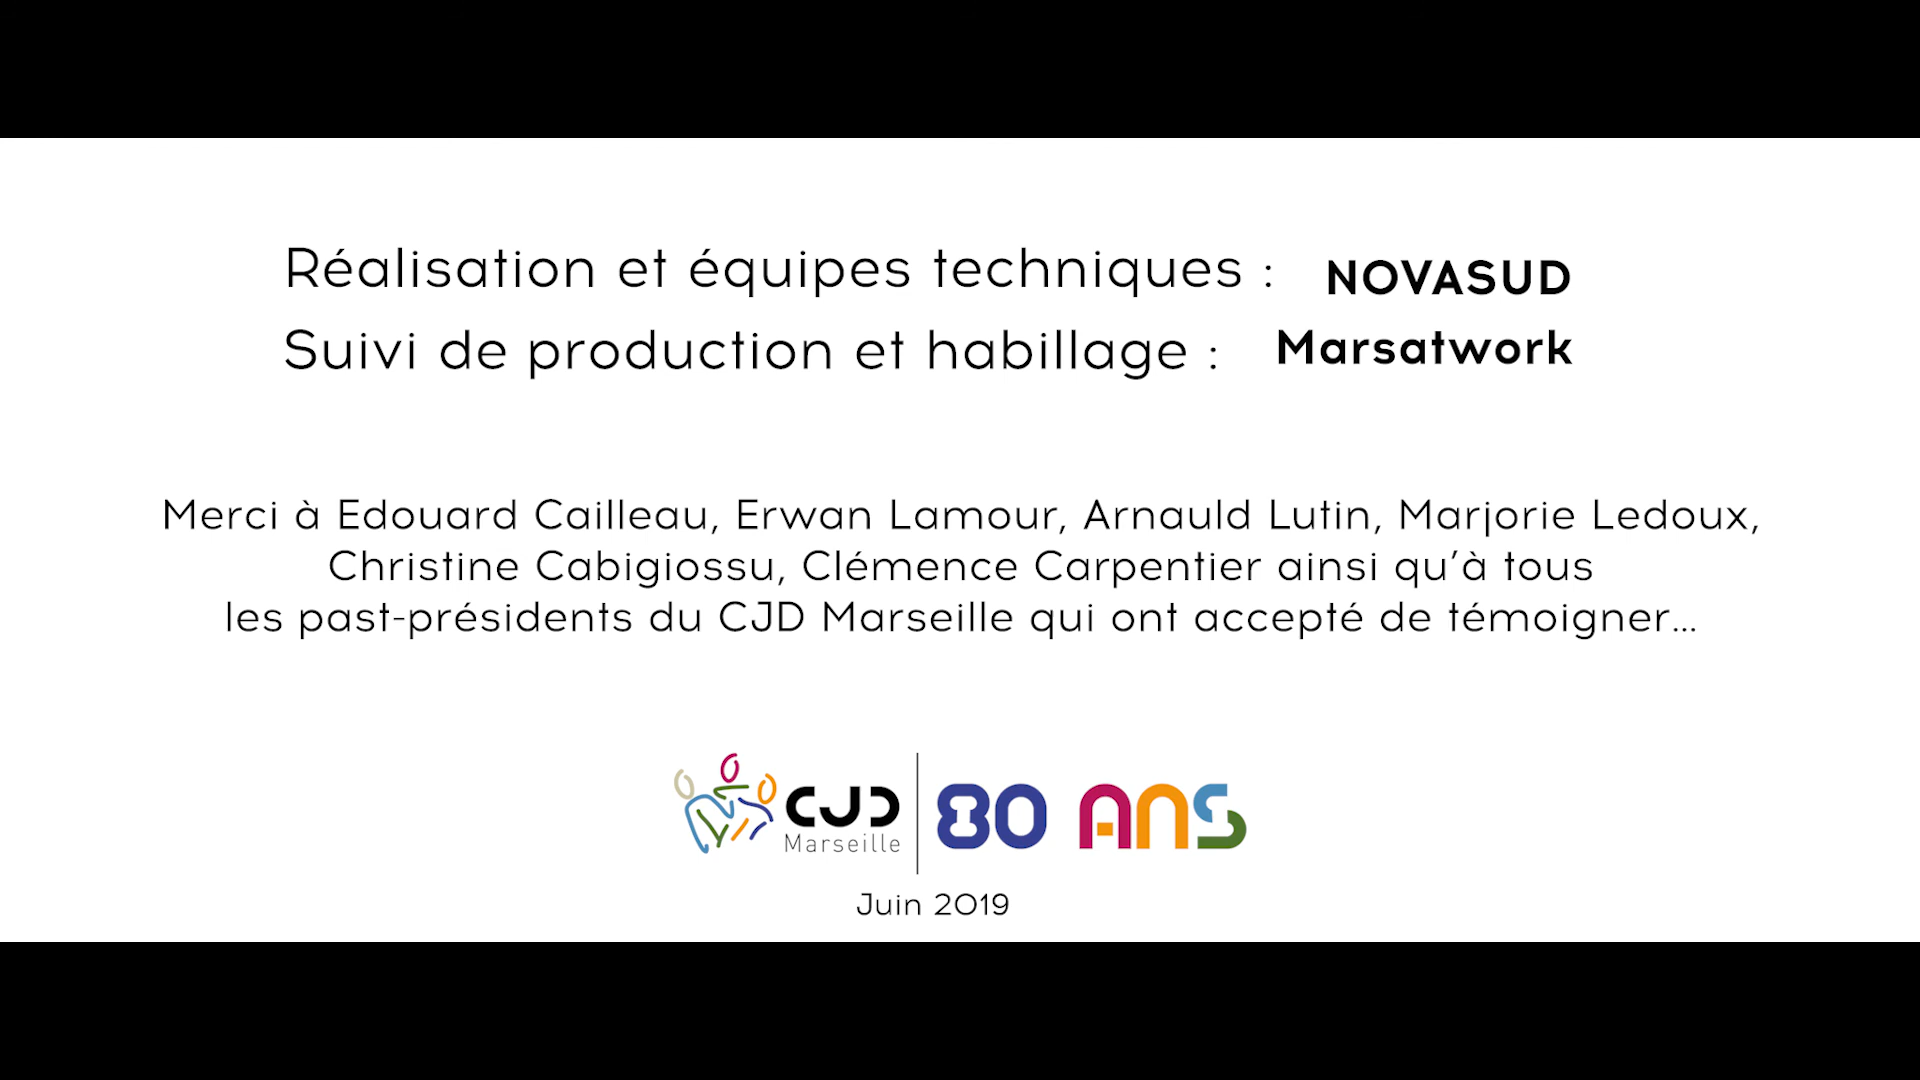 Réalisation et équipes techniques : NOVASUD
Suivi de production et habillage : Marsatwork
Merci à Edouard Cailleau, Erwan Lamour, Arnauld Lutin, Marjorie Ledoux,
Christine Cabigiossu, Clémence Carpentier ainsi qu’à tous
les past-présidents du CJD Marseille qui ont accepté de témoigner...
CJD
Marseille
80 ANS
Juin 2019